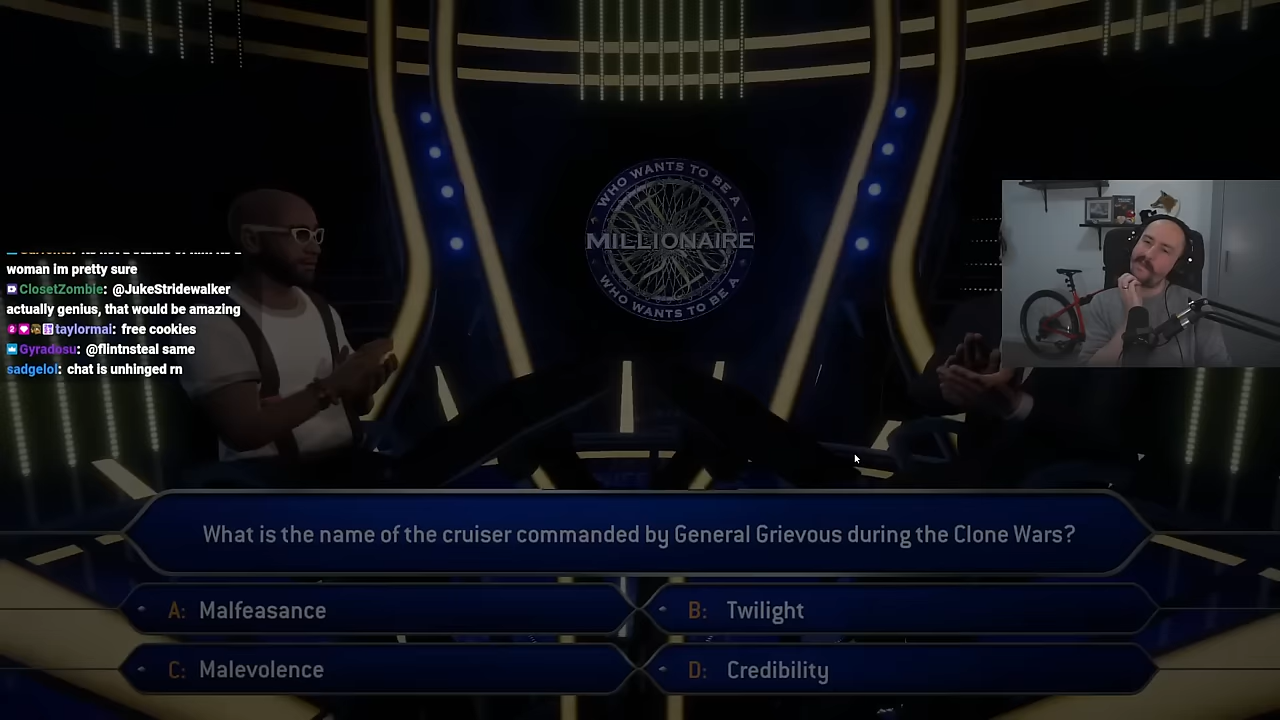 WHO WANTS TO BE A
MILLIONAIRE
WHO WANTS TO BE A
woman im pretty sure
ClosetZombie: @JukeStridewalker
actually genius, that would be amazing
taylormai: free cookies
Gyradosu: @flintnsteal same
sadgelol: chat is unhinged rn
What is the name of the cruiser commanded by General Grievous during the Clone Wars?
A: Malfeasance
B: Twilight
C: Malevolence
D: Credibility